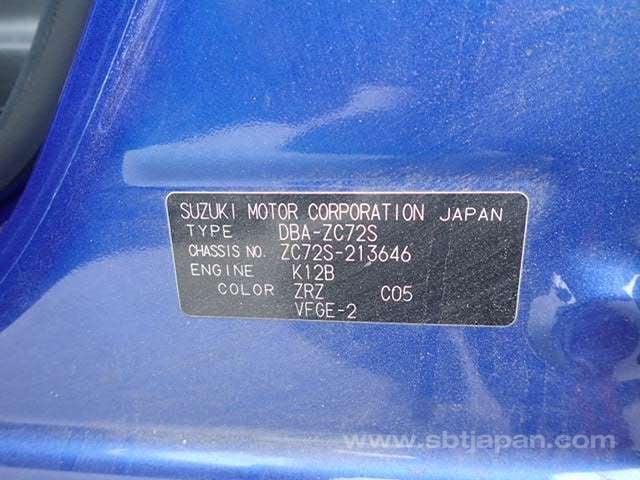 SUZUKI MOTOR CORPORATION JAPAN
TYPE DBA-ZC72S
CHASSIS NO. ZC72S-213646
ENGINE K12B
COLOR ZRZ C05
VFGE-2
www.sbtjapan.com